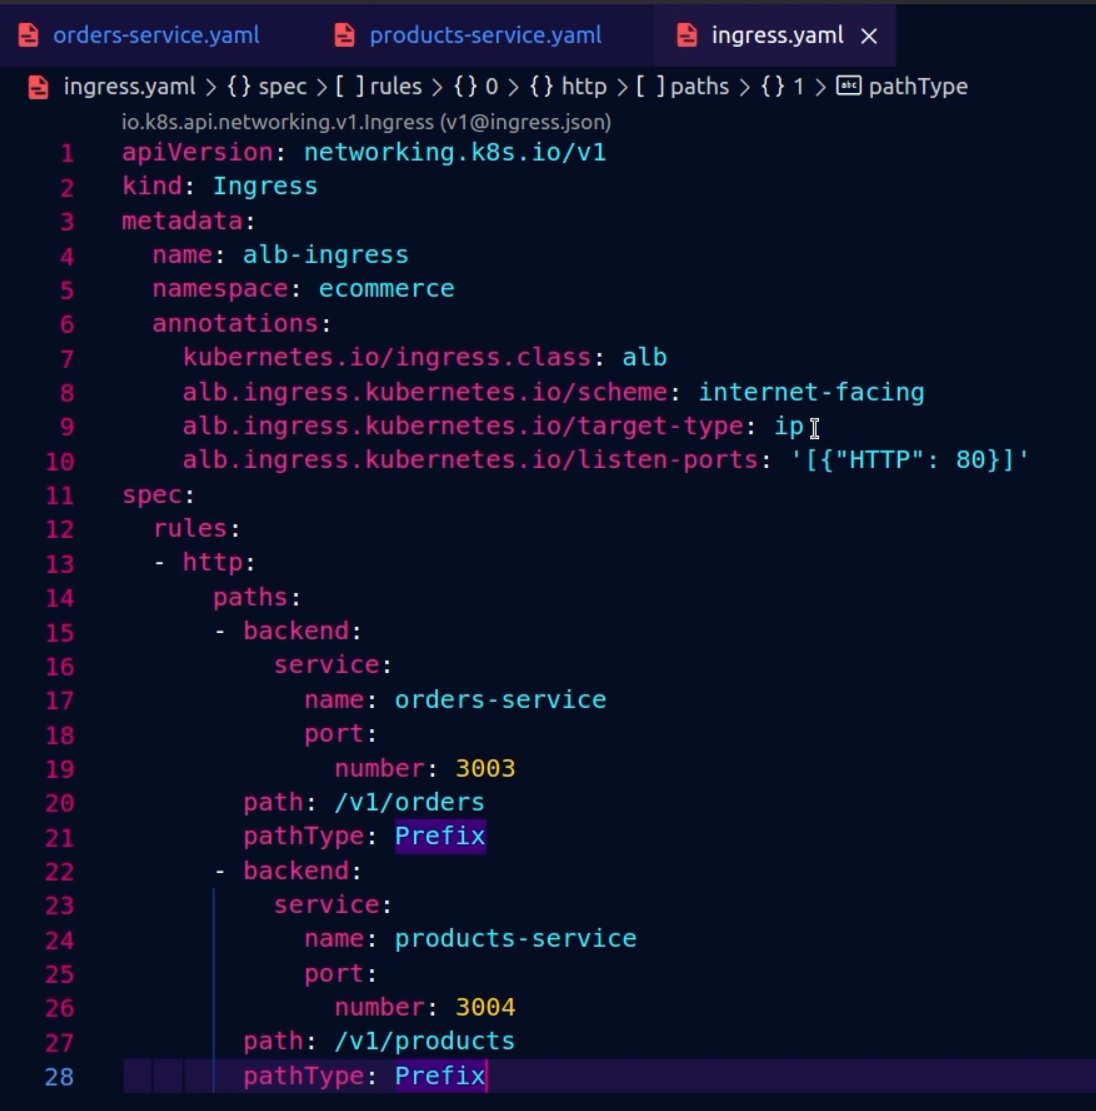 orders-service.yaml products-service.yaml ingress.yaml ×
ingress.yaml > {} spec > [ ] rules > {} 0 > {} http > [ ] paths > {} 1 > abc pathType
io.k8s.api.networking.v1.Ingress (v1@ingress.json)
1 apiVersion: networking.k8s.io/v1
2 kind: Ingress
3 metadata:
4   name: alb-ingress
5   namespace: ecommerce
6   annotations:
7     kubernetes.io/ingress.class: alb
8     alb.ingress.kubernetes.io/scheme: internet-facing
9     alb.ingress.kubernetes.io/target-type: ip
10     alb.ingress.kubernetes.io/listen-ports: '[{"HTTP": 80}]'
11 spec:
12   rules:
13   - http:
14       paths:
15       - backend:
16           service:
17             name: orders-service
18             port:
19               number: 3003
20         path: /v1/orders
21         pathType: Prefix
22       - backend:
23           service:
24             name: products-service
25             port:
26               number: 3004
27         path: /v1/products
28         pathType: Prefix